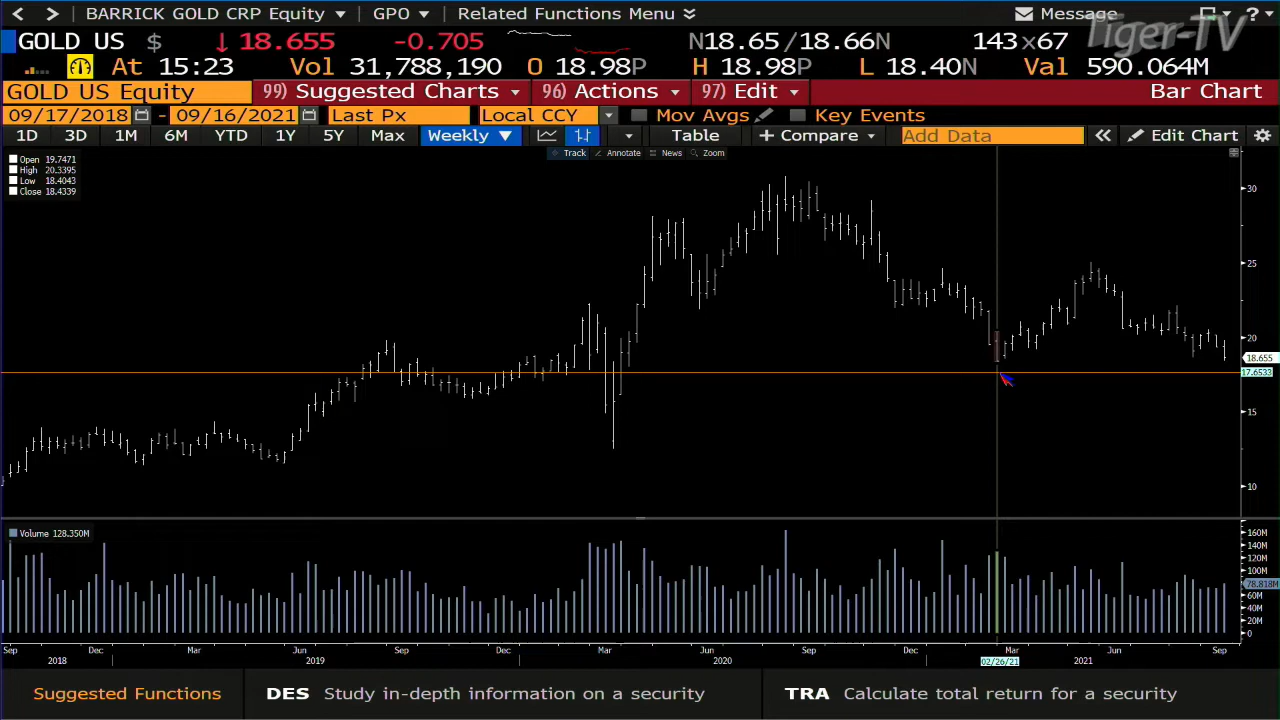 BARRICK GOLD CRP Equity GPO Related Functions Menu Message ?
Tiger-TV
GOLD US $ ↓ 18.655 -0.705 N18.65/18.66N 143x67
At 15:23 Vol 31,788,190 O 18.98P H 18.98P L 18.40N Val 590.064M
GOLD US Equity 99) Suggested Charts 96) Actions 97) Edit Bar Chart
09/17/2018 - 09/16/2021 Last Px Local CCY Mov Avgs Key Events
1D 3D 1M 6M YTD 1Y 5Y Max Weekly ▼ Table + Compare Add Data « Edit Chart
Track Annotate News Zoom
Open 19.7471
High 20.3395
Low 18.4043
Close 18.4339
30
25
20
18.655
17.6533
15
10
Volume 128.350M
160M
120M
100M
78.818M
60M
40M
20M
0
Sep Dec Mar Jun Sep Dec Mar Jun Sep Dec Mar Jun Sep
2018 2019 2020 02/26/21 2021
Suggested Functions DES Study in-depth information on a security TRA Calculate total return for a security